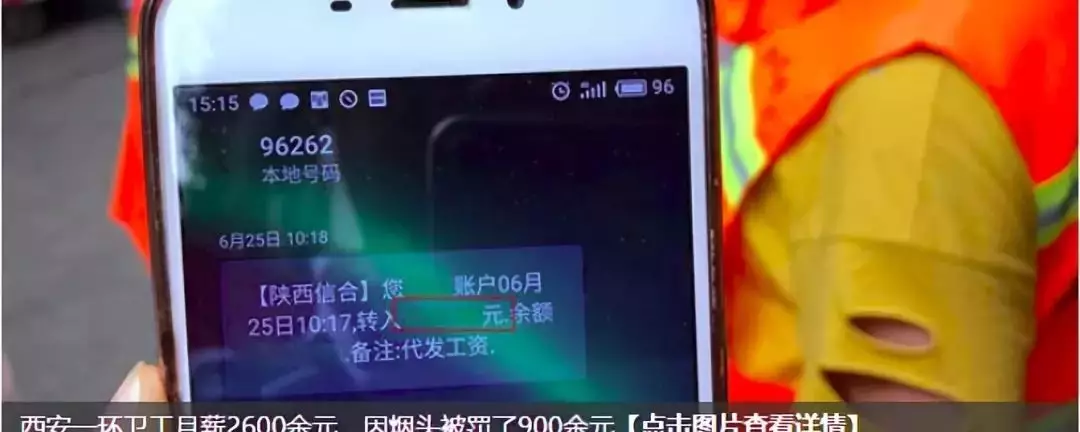 15:15 96
96262
本地号码
6月25日 10:18
【陕西信合】您 账户06月
25日10:17,转入 元.余额
.备注:代发工资.
西安一环卫工月薪2600余元 因烟头被罚了900余元【点击图片查看详情】